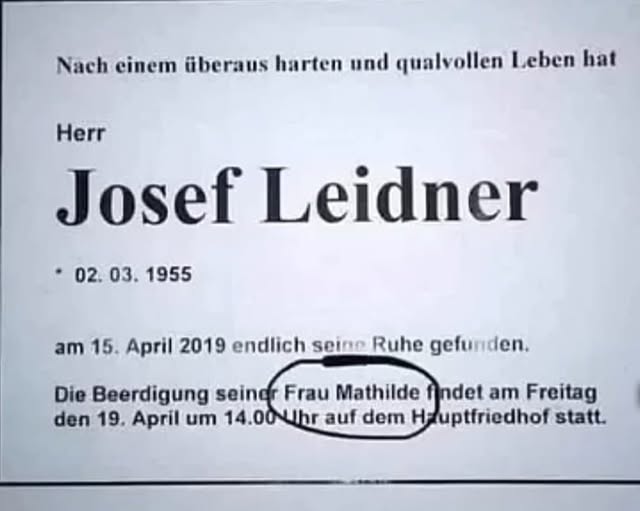 Nach einem überaus harten und qualvollen Leben hat
Herr
Josef Leidner
* 02. 03. 1955
am 15. April 2019 endlich seine Ruhe gefunden.
Die Beerdigung seiner Frau Mathilde findet am Freitag
den 19. April um 14.00 Uhr auf dem Hauptfriedhof statt.